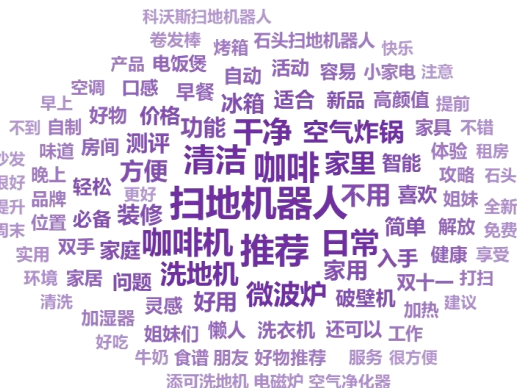 科沃斯扫地机器人
卷发棒 烤箱 石头扫地机器人 快乐
产品 电饭煲 自动 活动 容易 小家电 注意
空调 口感 早餐 冰箱 适合 新品 高颜值 提前
早上 好物 价格 功能 干净 空气炸锅 家具 不错
不到 自制 测评 清洁 咖啡 家里 智能 体验 租房
沙发 味道 房间 方便 攻略 石头
很好 晚上 轻松 更好 扫地机器人 不用 喜欢 姐妹 全新
提升 品牌 必备 装修 简单 解放 免费
周末 位置 咖啡机 推荐 日常 入手 健康 享受
实用 双手 家庭 洗地机 家用 双十一 打扫
环境 家居 问题 微波炉 破壁机 加热 建议
清洗 加湿器 灵感 好用 还可以 工作
好吃 姐妹们 懒人 洗衣机
牛奶 食谱 朋友 好物推荐 服务 很方便
添可洗地机 电磁炉 空气净化器